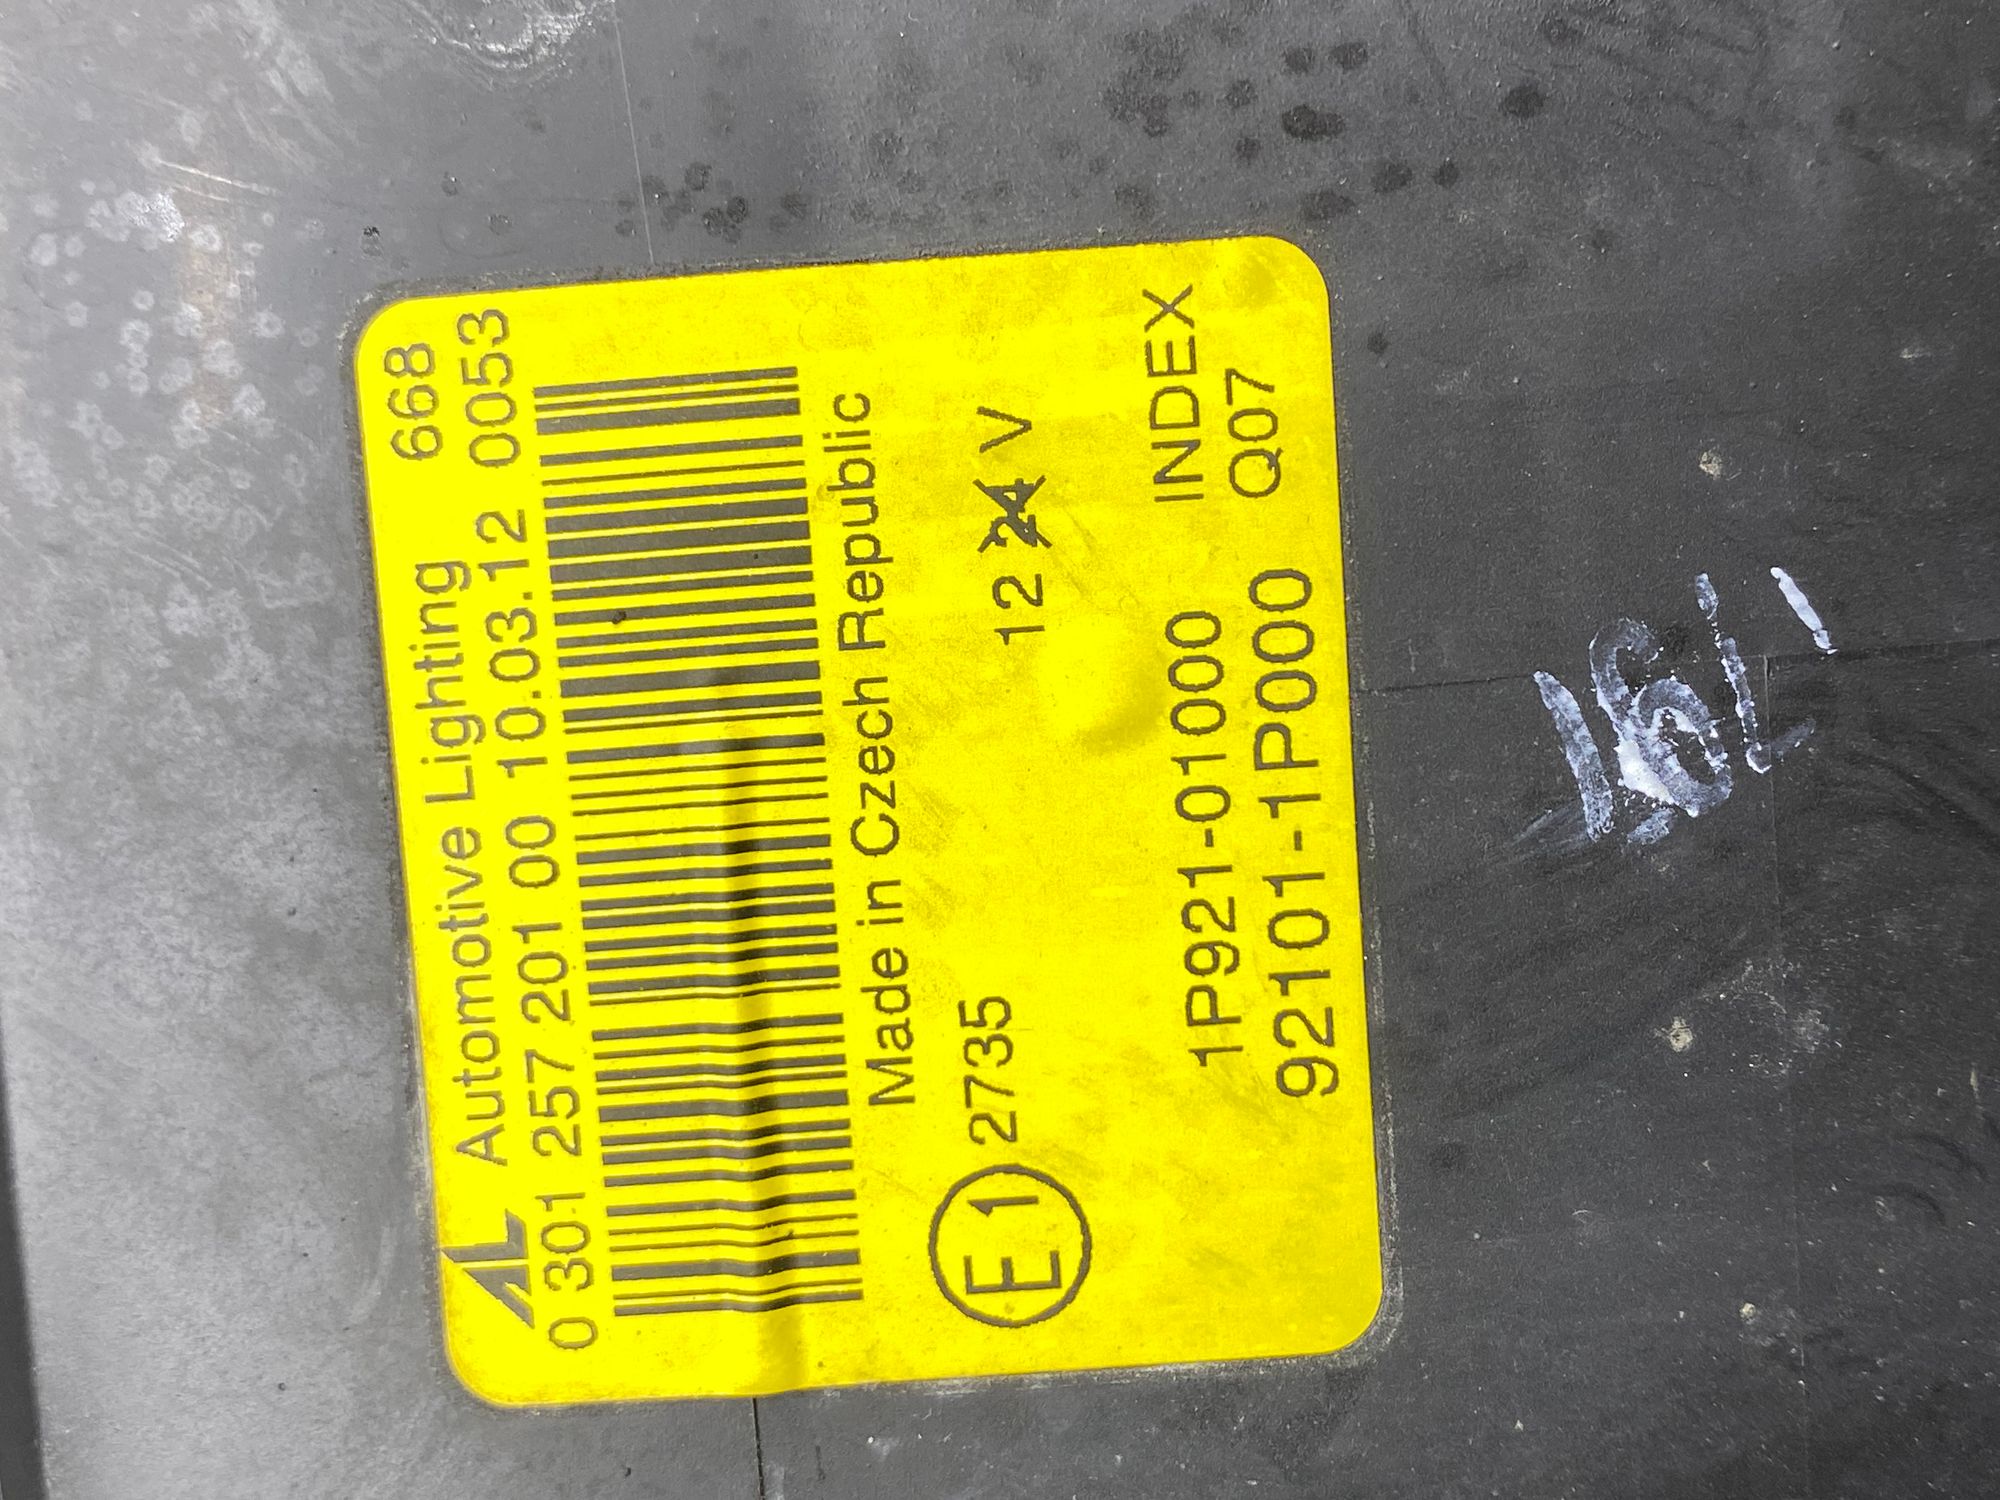 AL Automotive Lighting 668
0 301 257 201 00 10.03.12 0053
Made in Czech Republic
E1 2735 12 24 V
1P921-01000 INDEX
92101-1P000 Q07